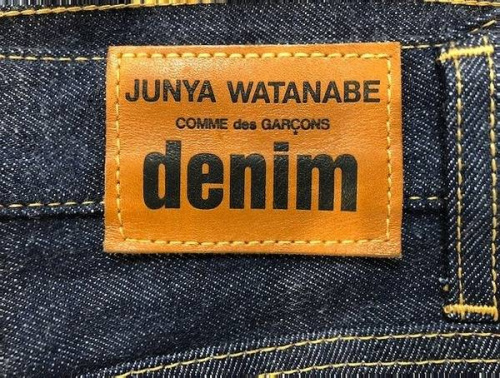 JUNYA WATANABE
COMME des GARÇONS
denim